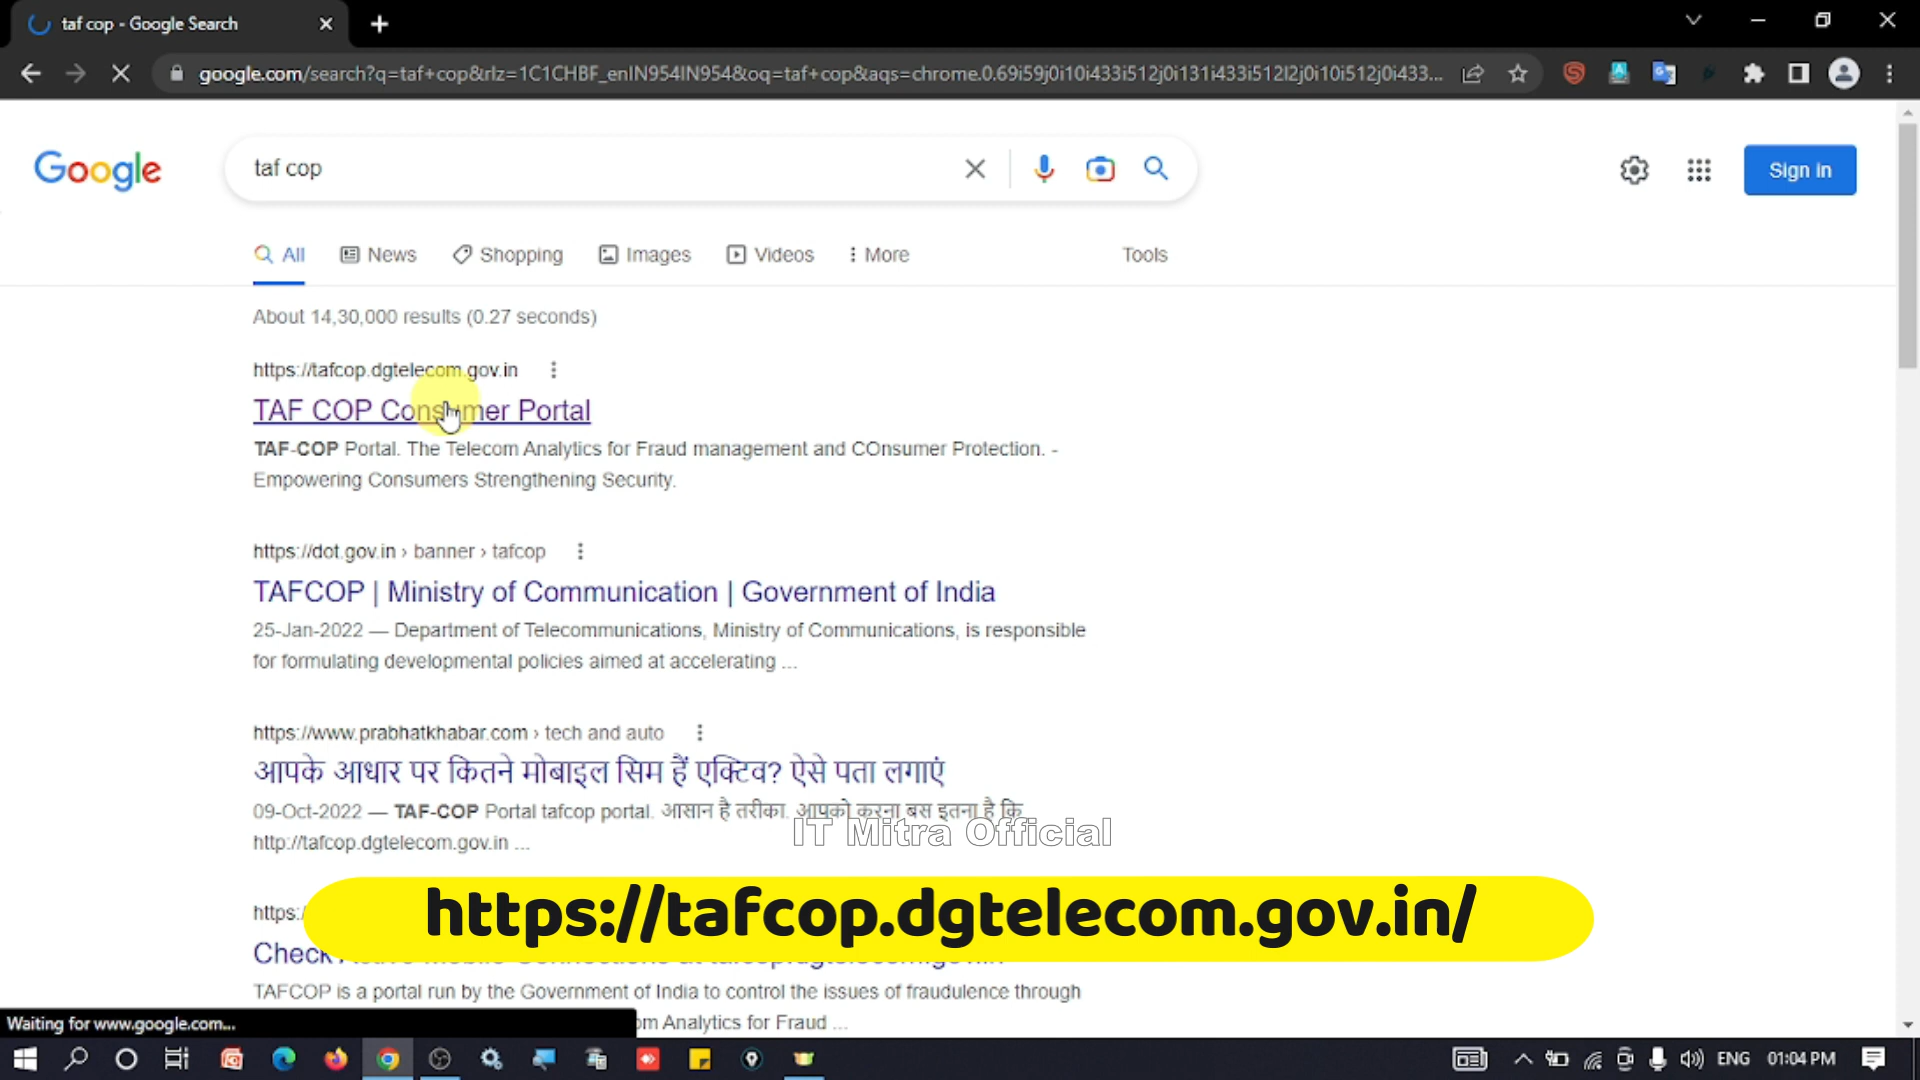 taf cop - Google Search
google.com/search?q=taf+cop&rlz=1C1CHBF_enIN954IN954&oq=taf+cop&aqs=chrome.0.69i59j0i10i433i512j0i131i433i512l2j0i10i512j0i433...
Google
taf cop
Sign in
All News Shopping Images Videos More Tools
About 14,30,000 results (0.27 seconds)
https://tafcop.dgtelecom.gov.in
TAF COP Consumer Portal
TAF-COP Portal. The Telecom Analytics for Fraud management and COnsumer Protection. -
Empowering Consumers Strengthening Security.
https://dot.gov.in › banner › tafcop
TAFCOP | Ministry of Communication | Government of India
25-Jan-2022 — Department of Telecommunications, Ministry of Communications, is responsible
for formulating developmental policies aimed at accelerating ...
https://www.prabhatkhabar.com › tech and auto
आपके आधार पर कितने मोबाइल सिम हैं एक्टिव? ऐसे पता लगाएं
09-Oct-2022 — TAF-COP Portal tafcop portal. आसान है तरीका. आपको करना बस इतना है कि
IT Mitra Official
http://tafcop.dgtelecom.gov.in ...
https:/
https://tafcop.dgtelecom.gov.in/
Check
TAFCOP is a portal run by the Government of India to control the issues of fraudulence through
om Analytics for Fraud ...
Waiting for www.google.com...
ENG 01:04 PM